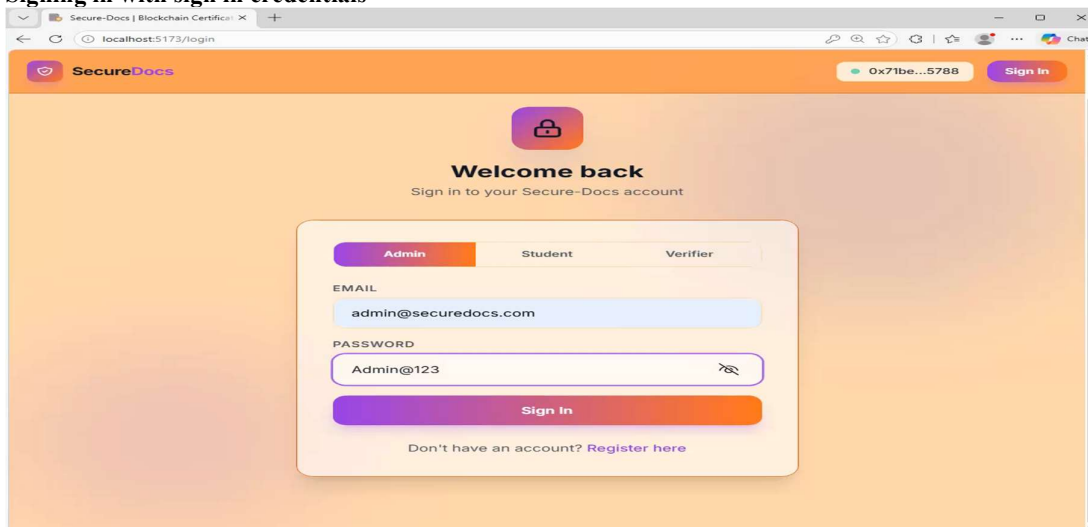 Signing in with sign in credentials
Secure-Docs | Blockchain Certificat
localhost:5173/login
Chat
SecureDocs
0x71be...5788
Sign In
Welcome back
Sign in to your Secure-Docs account
Admin Student Verifier
EMAIL
admin@securedocs.com
PASSWORD
Admin@123
Sign In
Don't have an account? Register here